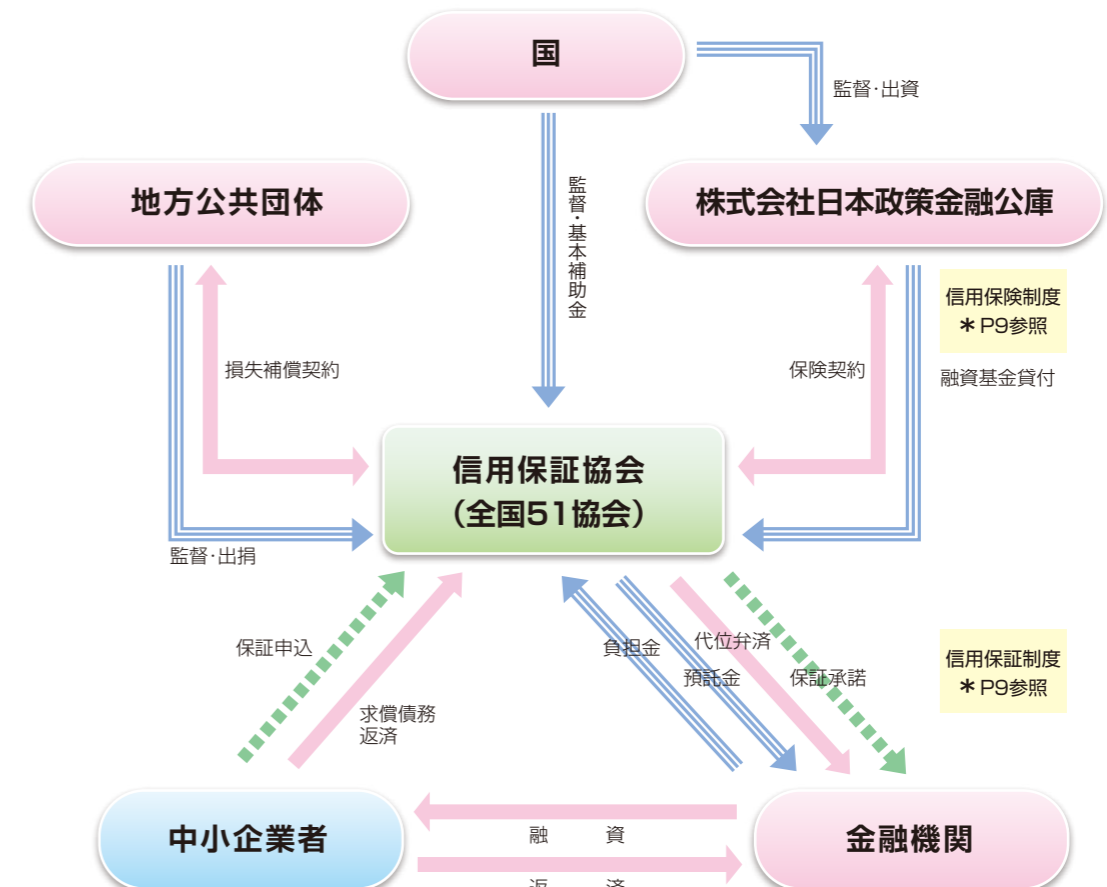 国
監督･出資
地方公共団体
株式会社日本政策金融公庫
監督・基本補助金
信用保険制度
＊P9参照
損失補償契約
保険契約
融資基金貸付
信用保証協会
（全国51協会）
監督･出捐
保証申込
負担金
代位弁済
預託金
保証承諾
信用保証制度
＊P9参照
求償債務
返済
中小企業者
融　資
金融機関
返　済